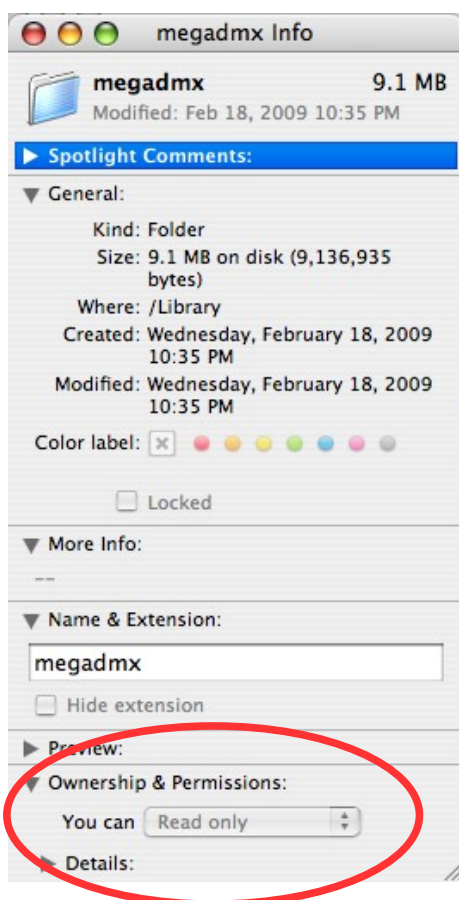 megadmx Info
megadmx 9.1 MB
Modified: Feb 18, 2009 10:35 PM
Spotlight Comments:
General:
Kind: Folder
Size: 9.1 MB on disk (9,136,935
bytes)
Where: /Library
Created: Wednesday, February 18, 2009
10:35 PM
Modified: Wednesday, February 18, 2009
10:35 PM
Color label:
Locked
More Info:
--
Name & Extension:
megadmx
Hide extension
Preview:
Ownership & Permissions:
You can Read only
Details: